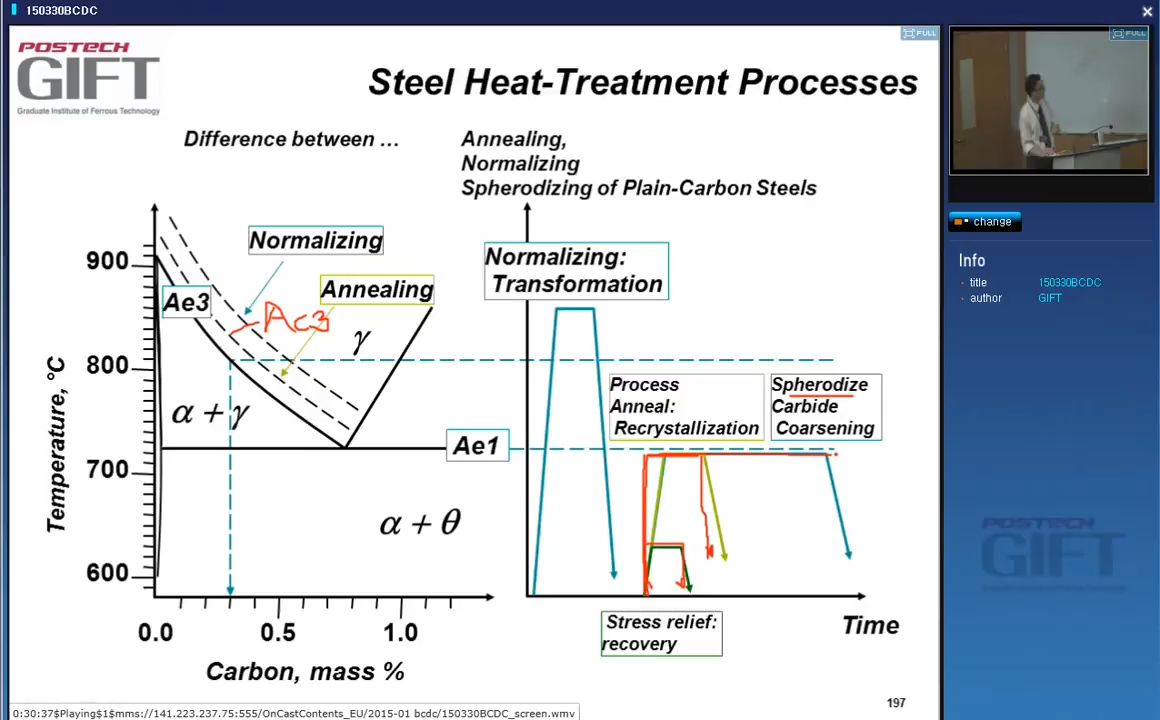 150330BCDC
FULL
FULL
POSTECH
GIFT
Graduate Institute of Ferrous Technology
Steel Heat-Treatment Processes
Difference between ...
Annealing,
Normalizing
Spherodizing of Plain-Carbon Steels
Normalizing
Annealing
Ae3
Ac3
γ
α + γ
Ae1
α + θ
900
800
700
600
Temperature, °C
0.0
0.5
1.0
Carbon, mass %
Normalizing:
Transformation
Process
Anneal:
Recrystallization
Spherodize
Carbide
Coarsening
Stress relief:
recovery
Time
197
change
Info
title
150330BCDC
author
GIFT
POSTECH
GIFT
0:30:37$Playing$1$mms://141.223.237.75:555/OnCastContents_EU/2015-01 bcdc/150330BCDC_screen.wmv